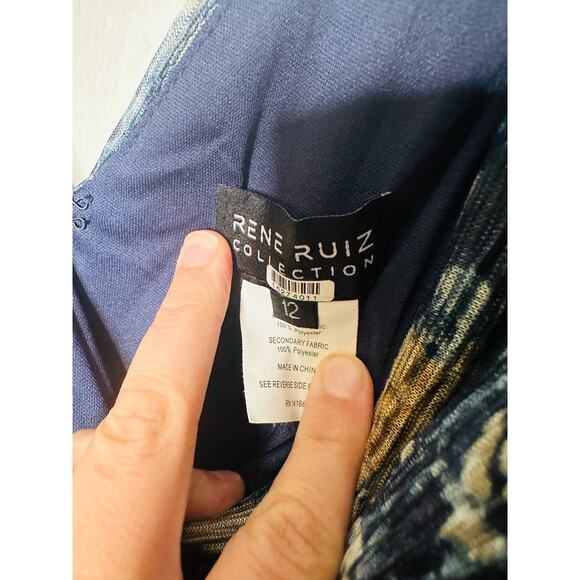 RENE RUIZ
COLLECTION
12
100% Polyester
SECONDARY FABRIC
100% Polyester
MADE IN CHINA
SEE REVERSE SIDE